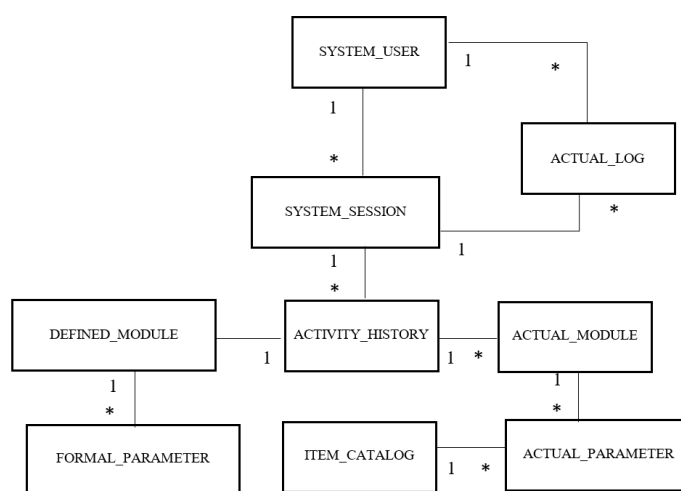 SYSTEM_USER
1
*
1
*
ACTUAL_LOG
*
SYSTEM_SESSION
1
1
*
DEFINED_MODULE
1
ACTIVITY_HISTORY
1
*
ACTUAL_MODULE
1
*
1
*
FORMAL_PARAMETER
ITEM_CATALOG
1
*
ACTUAL_PARAMETER